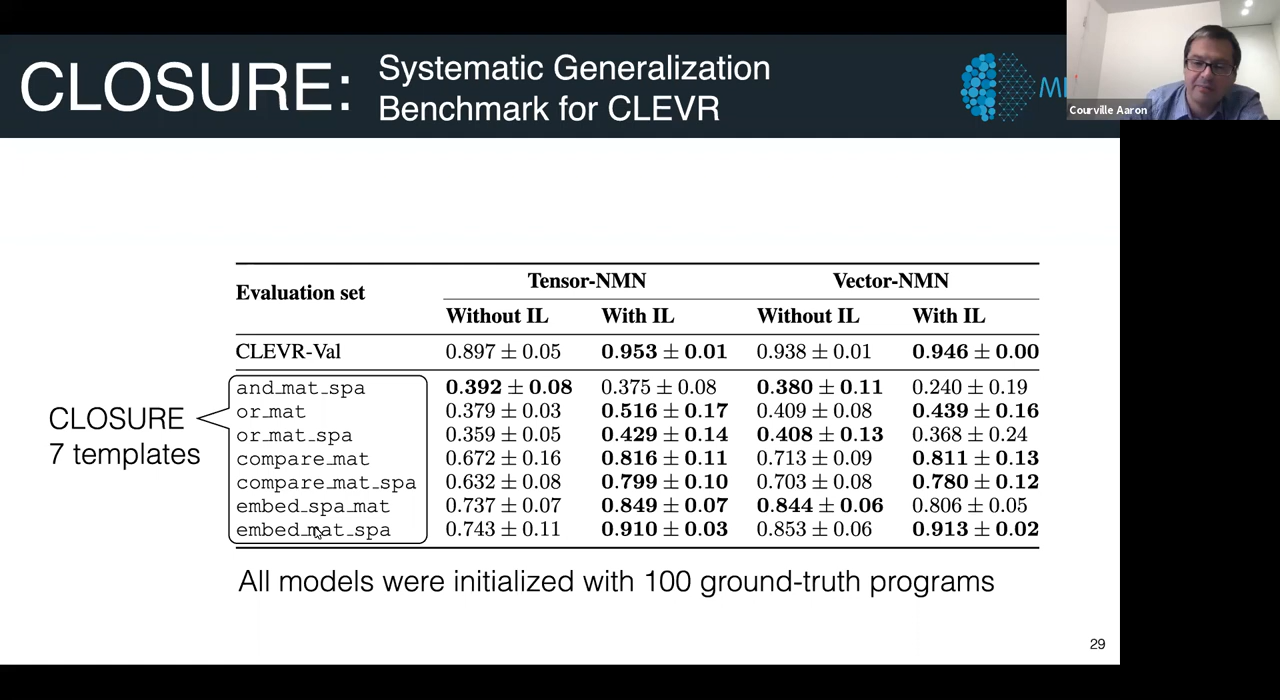 CLOSURE: Systematic Generalization
Benchmark for CLEVR
Courville Aaron
Evaluation set Tensor-NMN Vector-NMN
Without IL With IL Without IL With IL
CLEVR-Val 0.897 ± 0.05 0.953 ± 0.01 0.938 ± 0.01 0.946 ± 0.00
and_mat_spa 0.392 ± 0.08 0.375 ± 0.08 0.380 ± 0.11 0.240 ± 0.19
or_mat 0.379 ± 0.03 0.516 ± 0.17 0.409 ± 0.08 0.439 ± 0.16
or_mat_spa 0.359 ± 0.05 0.429 ± 0.14 0.408 ± 0.13 0.368 ± 0.24
compare_mat 0.672 ± 0.16 0.816 ± 0.11 0.713 ± 0.09 0.811 ± 0.13
compare_mat_spa 0.632 ± 0.08 0.799 ± 0.10 0.703 ± 0.08 0.780 ± 0.12
embed_spa_mat 0.737 ± 0.07 0.849 ± 0.07 0.844 ± 0.06 0.806 ± 0.05
embed_mat_spa 0.743 ± 0.11 0.910 ± 0.03 0.853 ± 0.06 0.913 ± 0.02
CLOSURE
7 templates
All models were initialized with 100 ground-truth programs
29